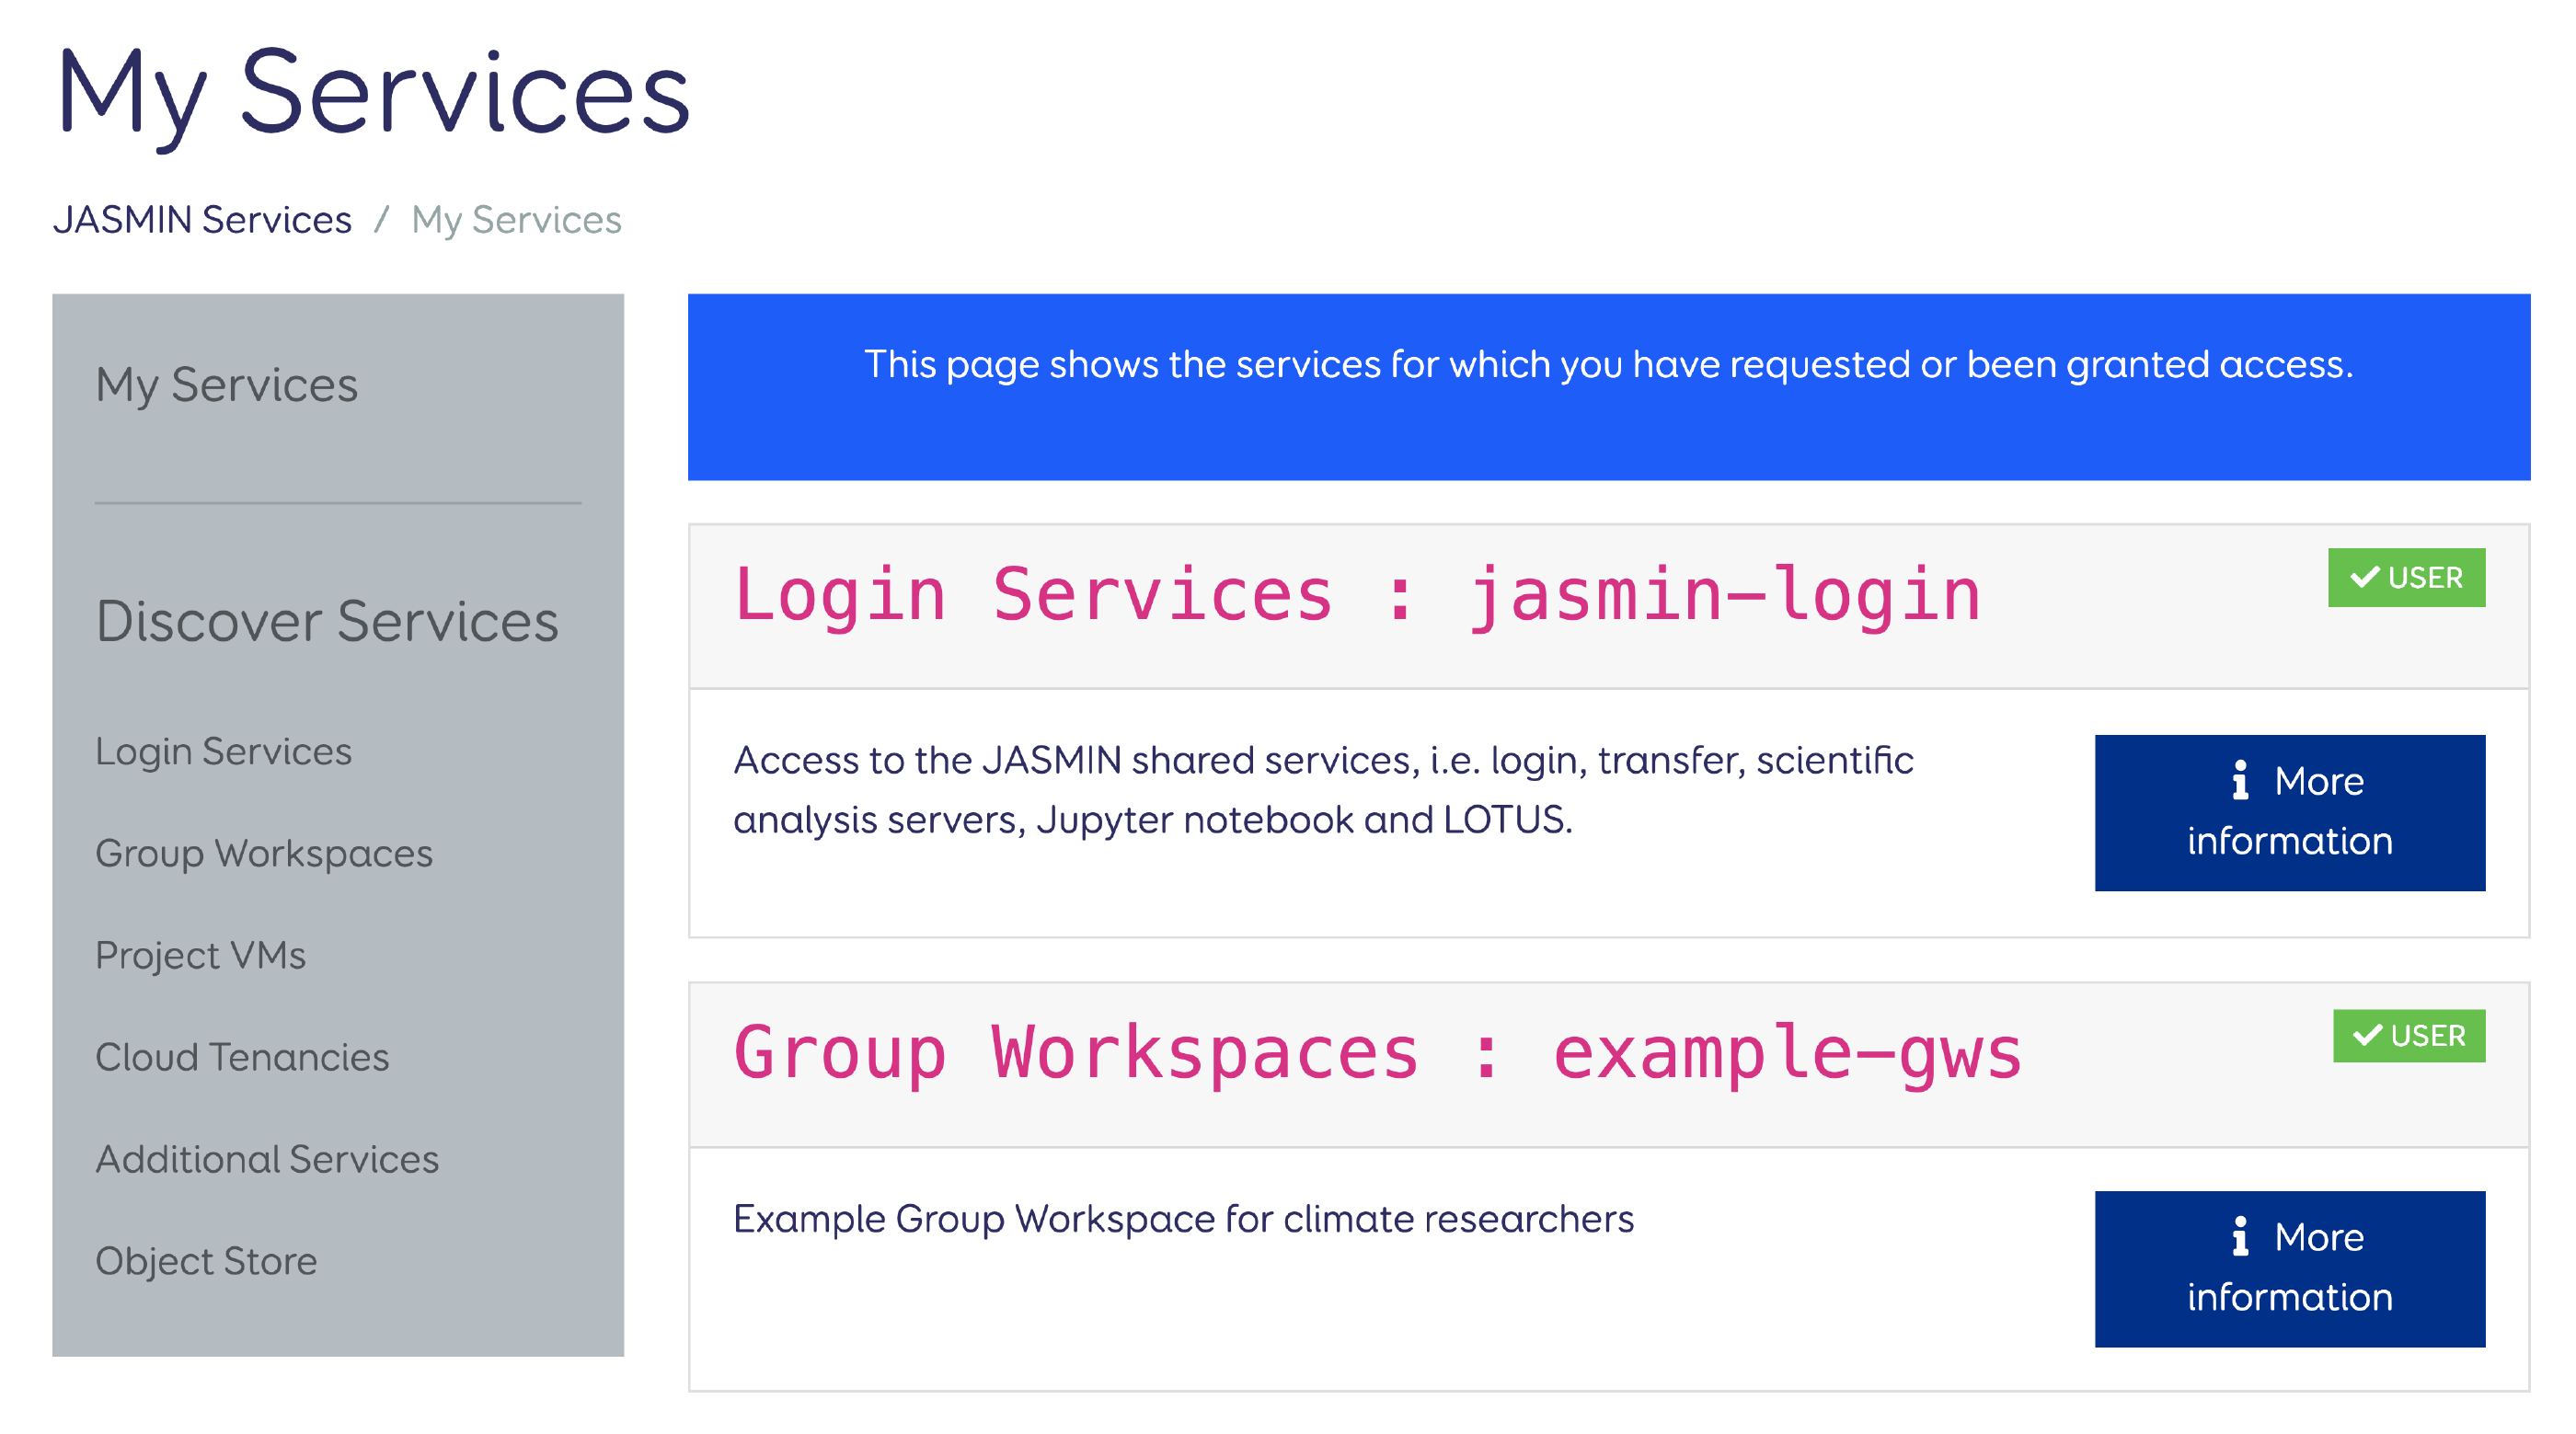 My Services
JASMIN Services / My Services
My Services
Discover Services
Login Services
Group Workspaces
Project VMs
Cloud Tenancies
Additional Services
Object Store
This page shows the services for which you have requested or been granted access.
Login Services : jasmin-login
USER
Access to the JASMIN shared services, i.e. login, transfer, scientific
analysis servers, Jupyter notebook and LOTUS.
More
information
Group Workspaces : example-gws
USER
Example Group Workspace for climate researchers
More
information